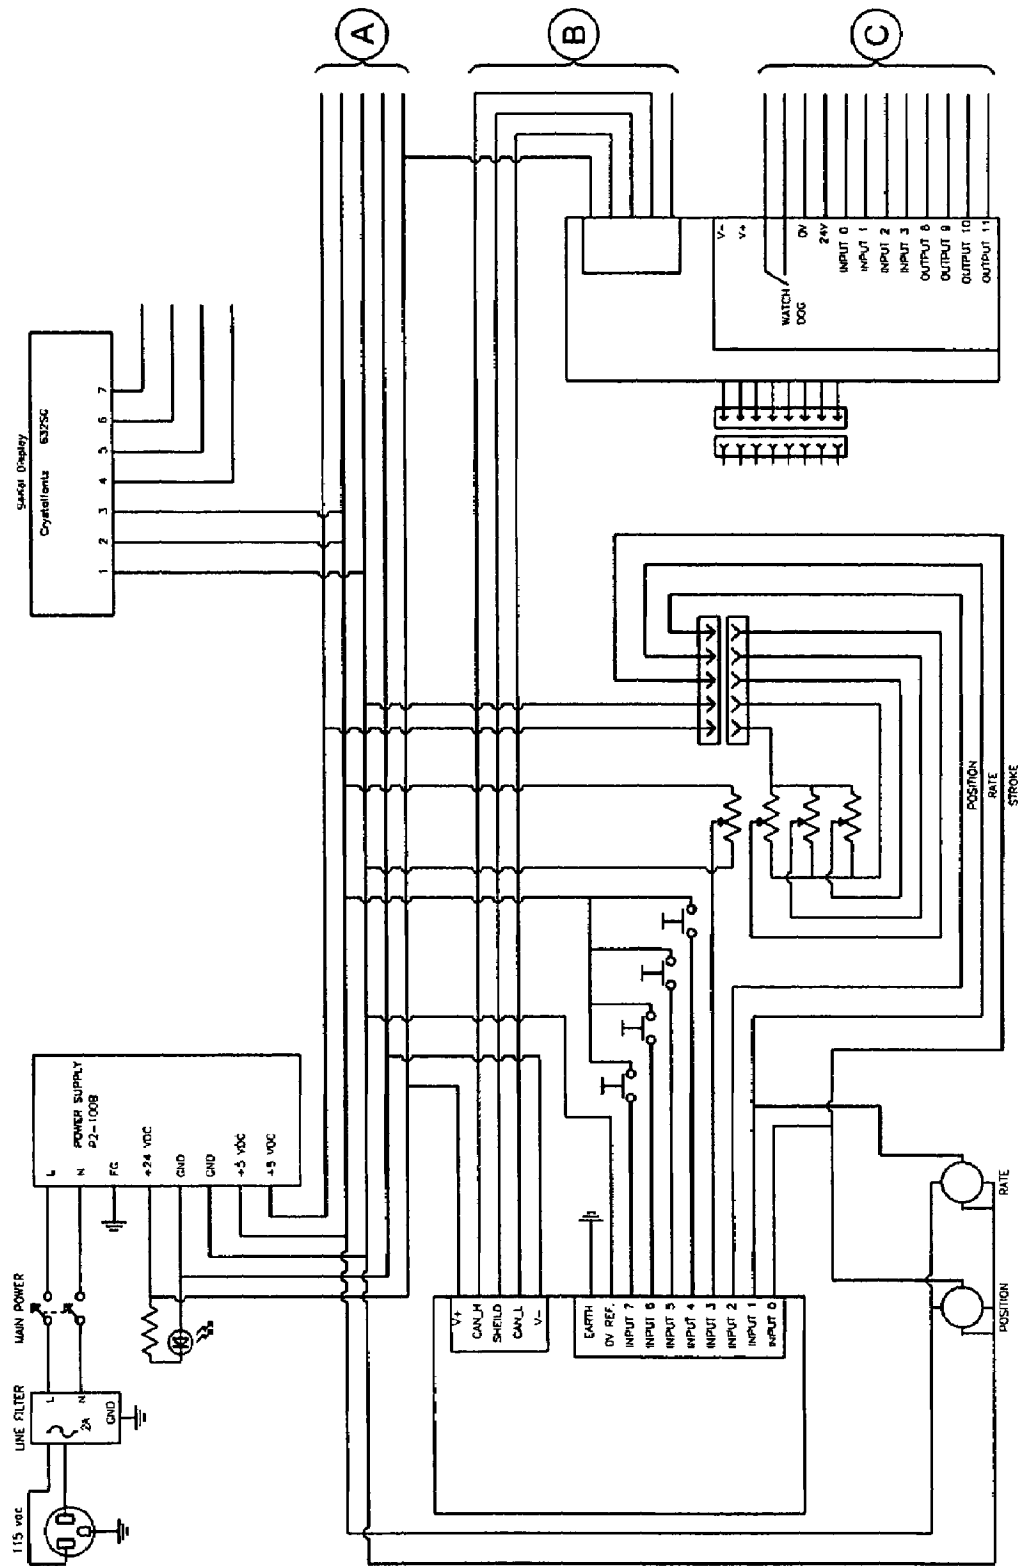 115 vac
LINE FILTER
L
N
2A
GND
MAIN POWER
L
N
FG
+24 VDC
GND
GND
+5 VDC
POWER SUPPLY
P2-100B
Serial Display
Crystalfontz 632SG
1 2 3 4 5 6 7
A
B
C
V+
CAN_H
SHEILD
CAN_L
V-
EARTH
0V REF.
INPUT 7
INPUT 6
INPUT 5
INPUT 4
INPUT 3
INPUT 2
INPUT 1
INPUT 0
POSITION
RATE
POSITION
RATE
STROKE
V-
V+
WATCH
DOG
0V
24V
INPUT 0
INPUT 1
INPUT 2
INPUT 3
OUTPUT 8
OUTPUT 9
OUTPUT 10
OUTPUT 11